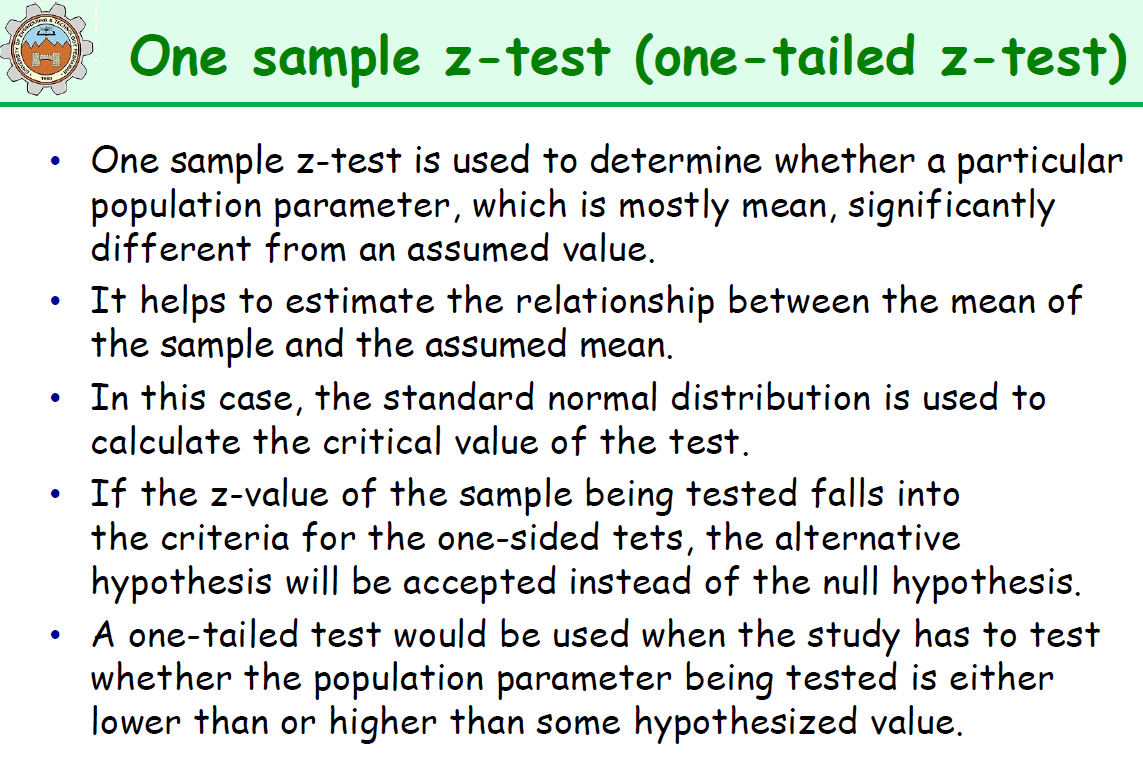 One sample z-test (one-tailed z-test)
• One sample z-test is used to determine whether a particular
population parameter, which is mostly mean, significantly
different from an assumed value.
• It helps to estimate the relationship between the mean of
the sample and the assumed mean.
• In this case, the standard normal distribution is used to
calculate the critical value of the test.
• If the z-value of the sample being tested falls into
the criteria for the one-sided tets, the alternative
hypothesis will be accepted instead of the null hypothesis.
• A one-tailed test would be used when the study has to test
whether the population parameter being tested is either
lower than or higher than some hypothesized value.